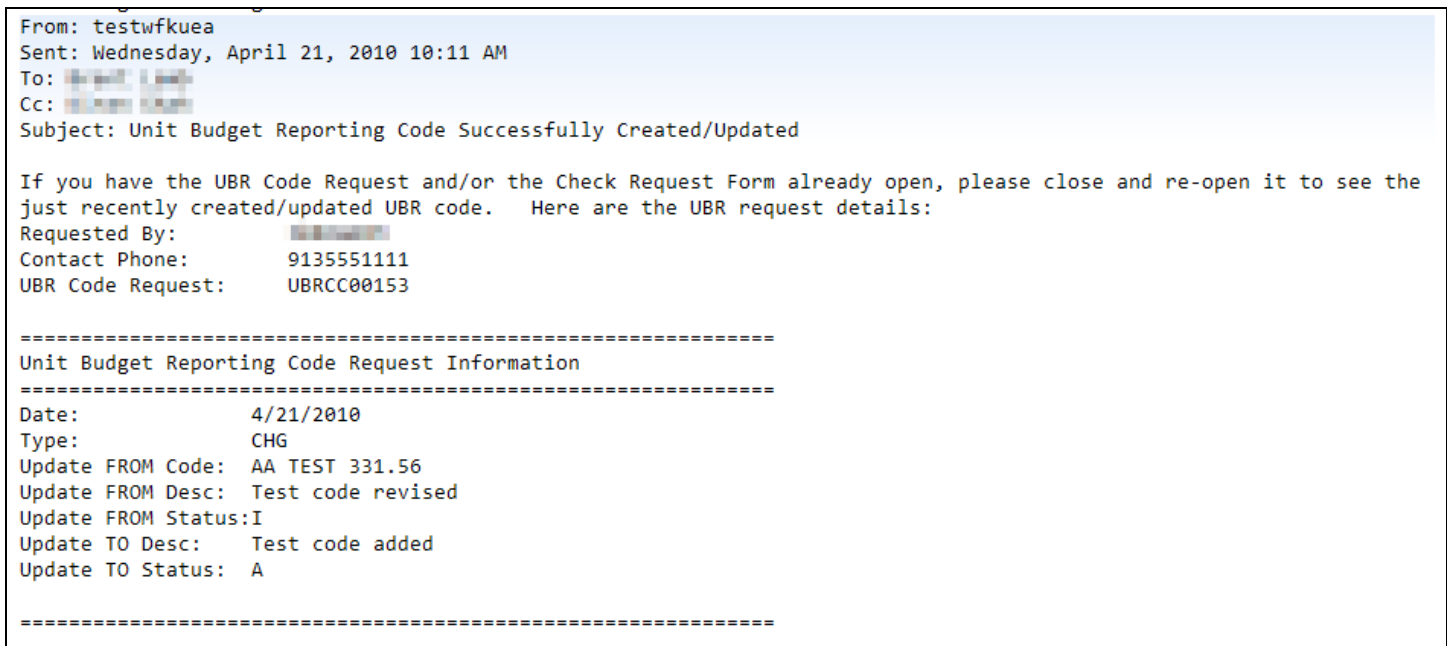 From: testwfkuea
Sent: Wednesday, April 21, 2010 10:11 AM
To:
Cc:
Subject: Unit Budget Reporting Code Successfully Created/Updated
If you have the UBR Code Request and/or the Check Request Form already open, please close and re-open it to see the
just recently created/updated UBR code.   Here are the UBR request details:
Requested By:
Contact Phone:          9135551111
UBR Code Request:     UBRCC00153
==============================================================
Unit Budget Reporting Code Request Information
==============================================================
Date:              4/21/2010
Type:              CHG
Update FROM Code:  AA TEST 331.56
Update FROM Desc:  Test code revised
Update FROM Status:I
Update TO Desc:    Test code added
Update TO Status:  A
==============================================================